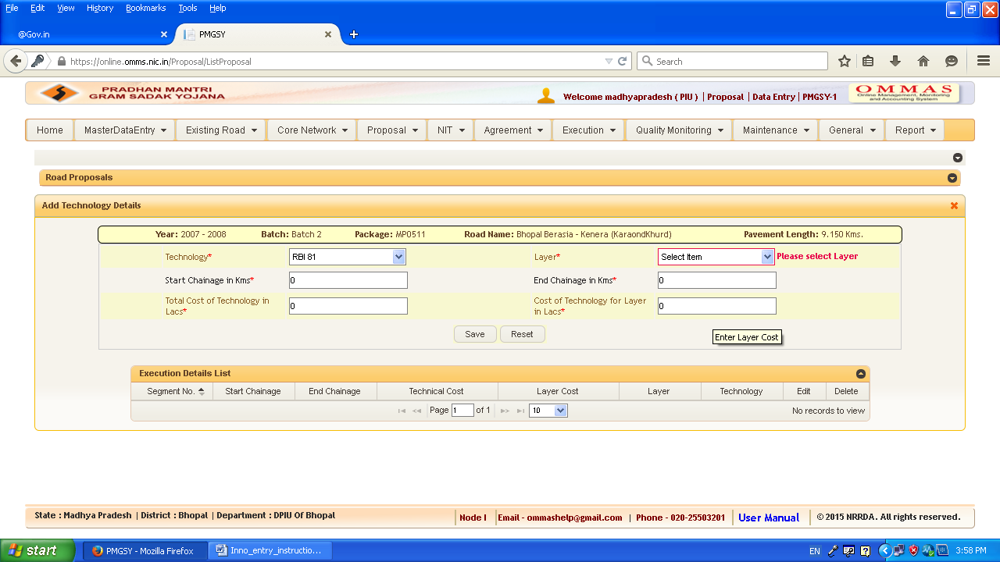 File Edit View History Bookmarks Tools Help
@Gov.in PMGSY
https://online.omms.nic.in/Proposal/ListProposal Search
PRADHAN MANTRI
GRAM SADAK YOJANA
Welcome madhyapradesh ( PIU ) | Proposal | Data Entry | PMGSY-1
OMMAS
Online Management, Monitoring
and Accounting System
Home MasterDataEntry Existing Road Core Network Proposal NIT Agreement Execution Quality Monitoring Maintenance General Report
Road Proposals
Add Technology Details
Year: 2007 - 2008 Batch: Batch 2 Package: MP0511 Road Name: Bhopal Berasia - Kenera (KaraondKhurd) Pavement Length: 9.150 Kms.
Technology* RBI 81 Layer* Select Item Please select Layer
Start Chainage in Kms* 0 End Chainage in Kms* 0
Total Cost of Technology in Lacs* 0 Cost of Technology for Layer in Lacs* 0
Save Reset
Enter Layer Cost
Execution Details List
Segment No. Start Chainage End Chainage Technical Cost Layer Cost Layer Technology Edit Delete
Page 1 of 1 10 No records to view
State : Madhya Pradesh | District : Bhopal | Department : DPIU Of Bhopal
Node I Email - ommashelp@gmail.com | Phone - 020-25503201 User Manual © 2015 NRRDA. All rights reserved.
start PMGSY - Mozilla Firefox Inno_entry_instructio... EN 3:58 PM